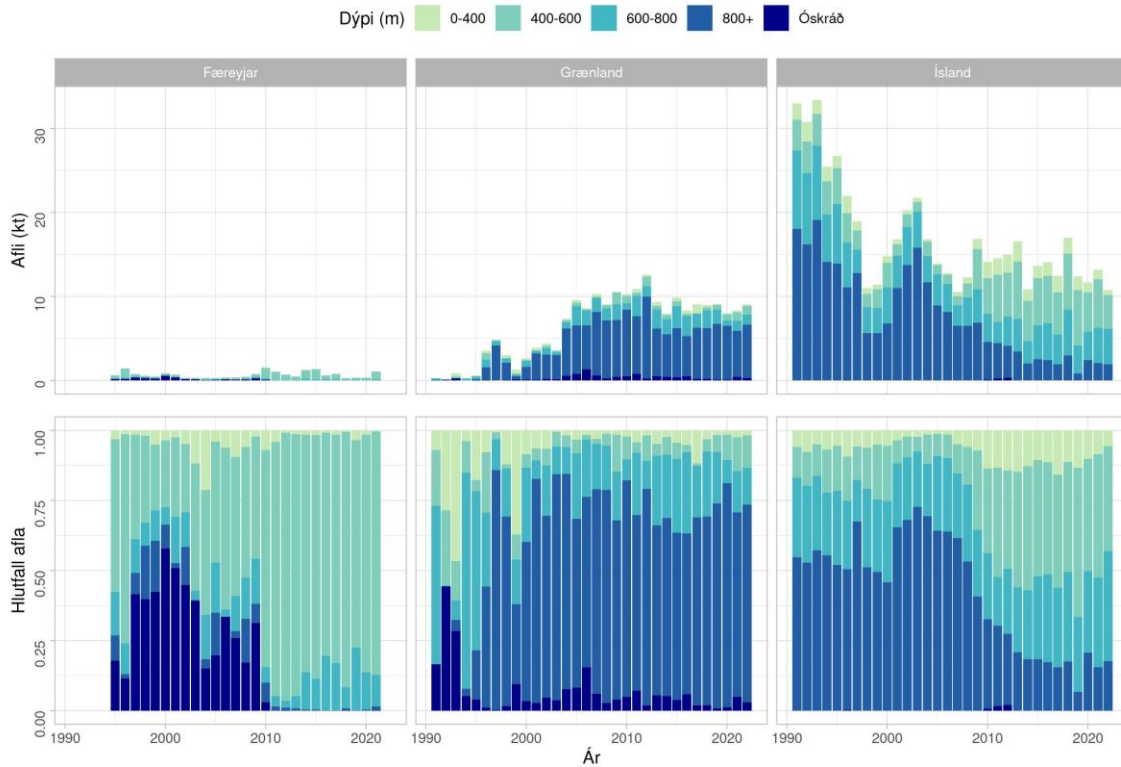 Dýpi (m) 0-400 400-600 600-800 800+ Óskráð
Færeyjar Grænland Ísland
Afli (kt)
30
20
10
0
Hlutfall afla
1.00
0.75
0.50
0.25
0.00
1990 2000 2010 2020 1990 2000 2010 2020 1990 2000 2010 2020
Ár